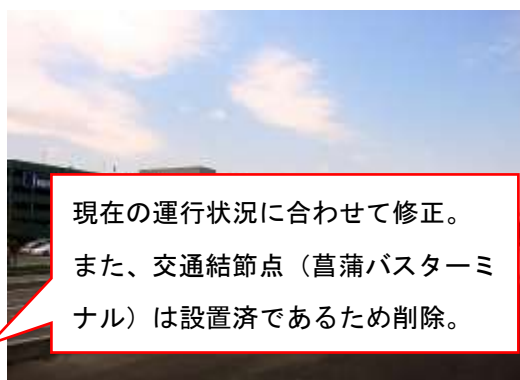 現在の運行状況に合わせて修正。
また、交通結節点（菖蒲バスターミ
ナル）は設置済であるため削除。